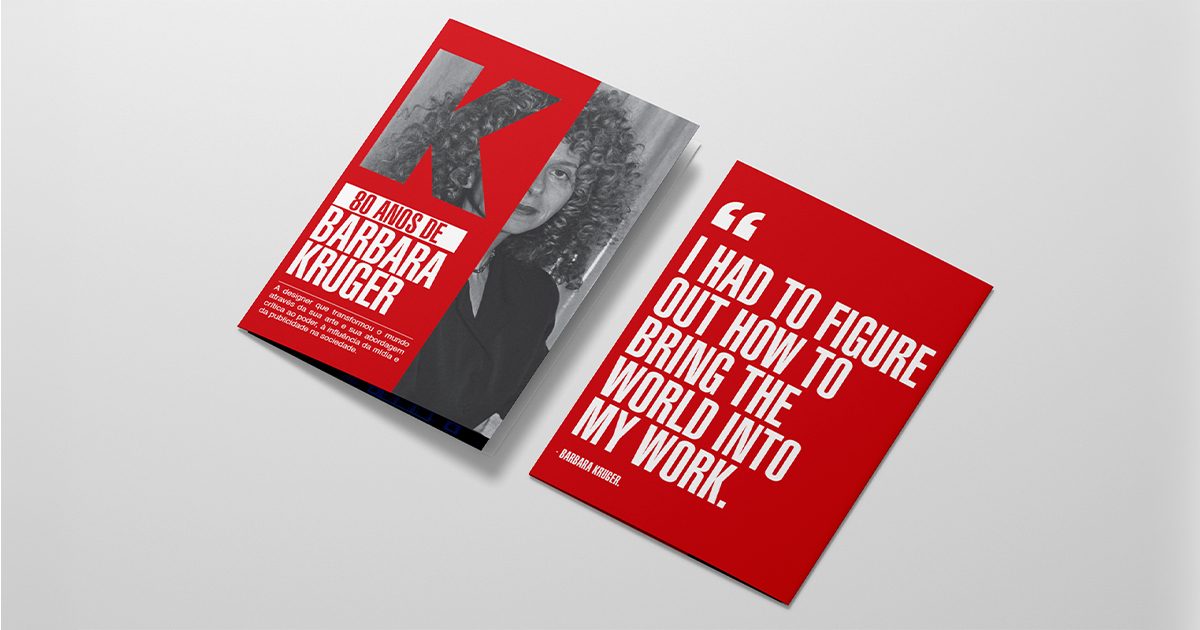 K
80 ANOS DE
BARBARA
KRUGER
A designer que transformou o mundo
através da sua arte e sua abordagem
crítica ao poder, à influência da mídia e
da publicidade na sociedade.
“
I HAD TO FIGURE
OUT HOW TO
BRING THE
WORLD INTO
MY WORK.
- BARBARA KRUGER.